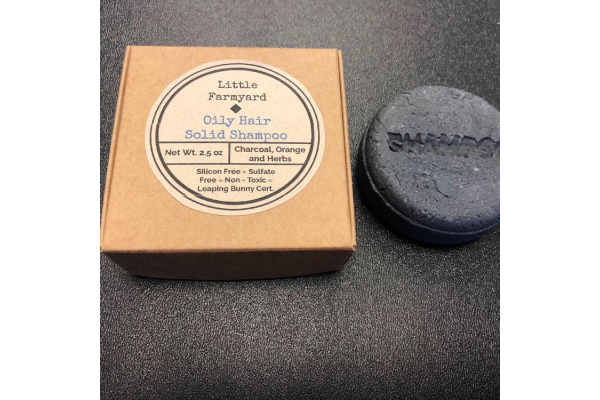 Little
Farmyard
Oily Hair
Solid Shampoo
Net Wt. 2.5 oz
Charcoal, Orange
and Herbs
Silicon Free - Sulfate
Free - Non - Toxic -
Leaping Bunny Cert.
SHAMPOO